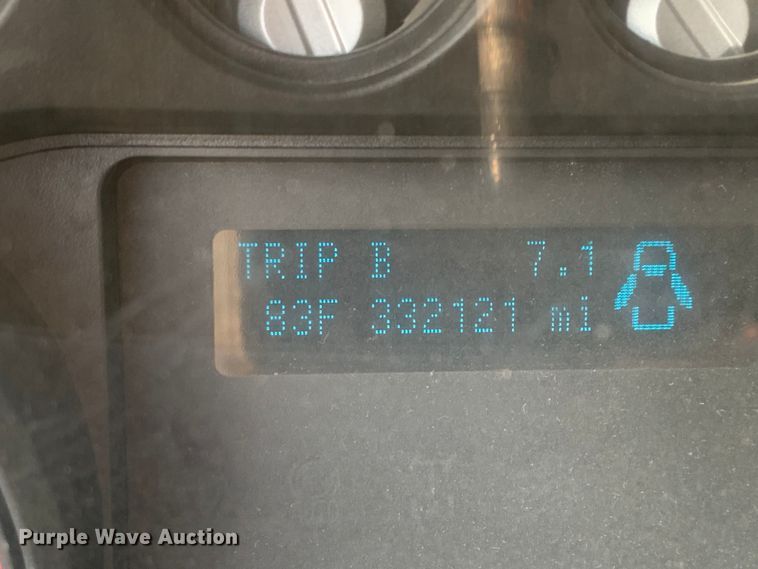 TRIP B 7.1
83F 332121 mi
Purple Wave Auction